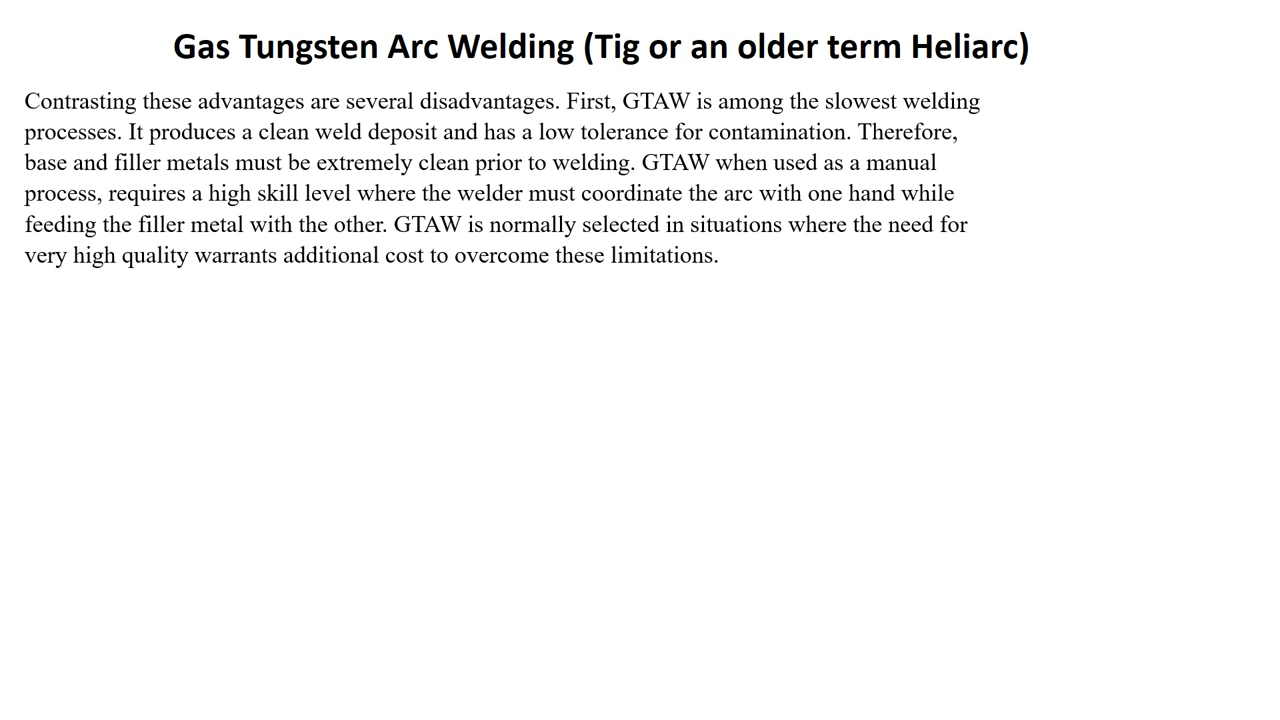 Gas Tungsten Arc Welding (Tig or an older term Heliarc)
Contrasting these advantages are several disadvantages. First, GTAW is among the slowest welding
processes. It produces a clean weld deposit and has a low tolerance for contamination. Therefore,
base and filler metals must be extremely clean prior to welding. GTAW when used as a manual
process, requires a high skill level where the welder must coordinate the arc with one hand while
feeding the filler metal with the other. GTAW is normally selected in situations where the need for
very high quality warrants additional cost to overcome these limitations.